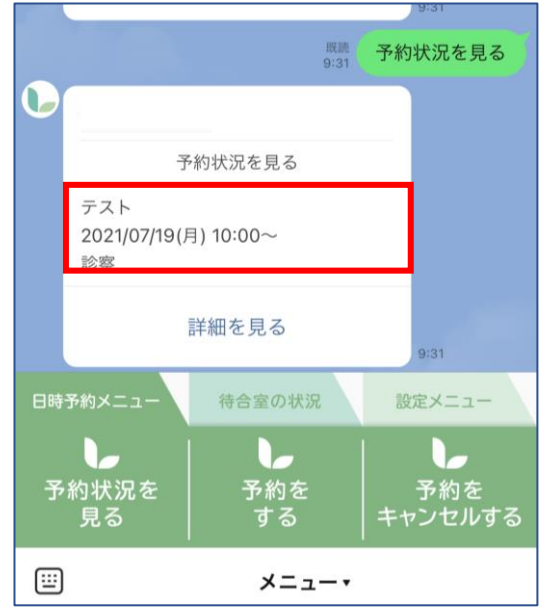 9:31
既読
9:31
予約状況を見る
予約状況を見る
テスト
2021/07/19(月) 10:00～
診察
詳細を見る
9:31
日時予約メニュー
待合室の状況
設定メニュー
予約状況を
見る
予約を
する
予約を
キャンセルする
メニュー▾